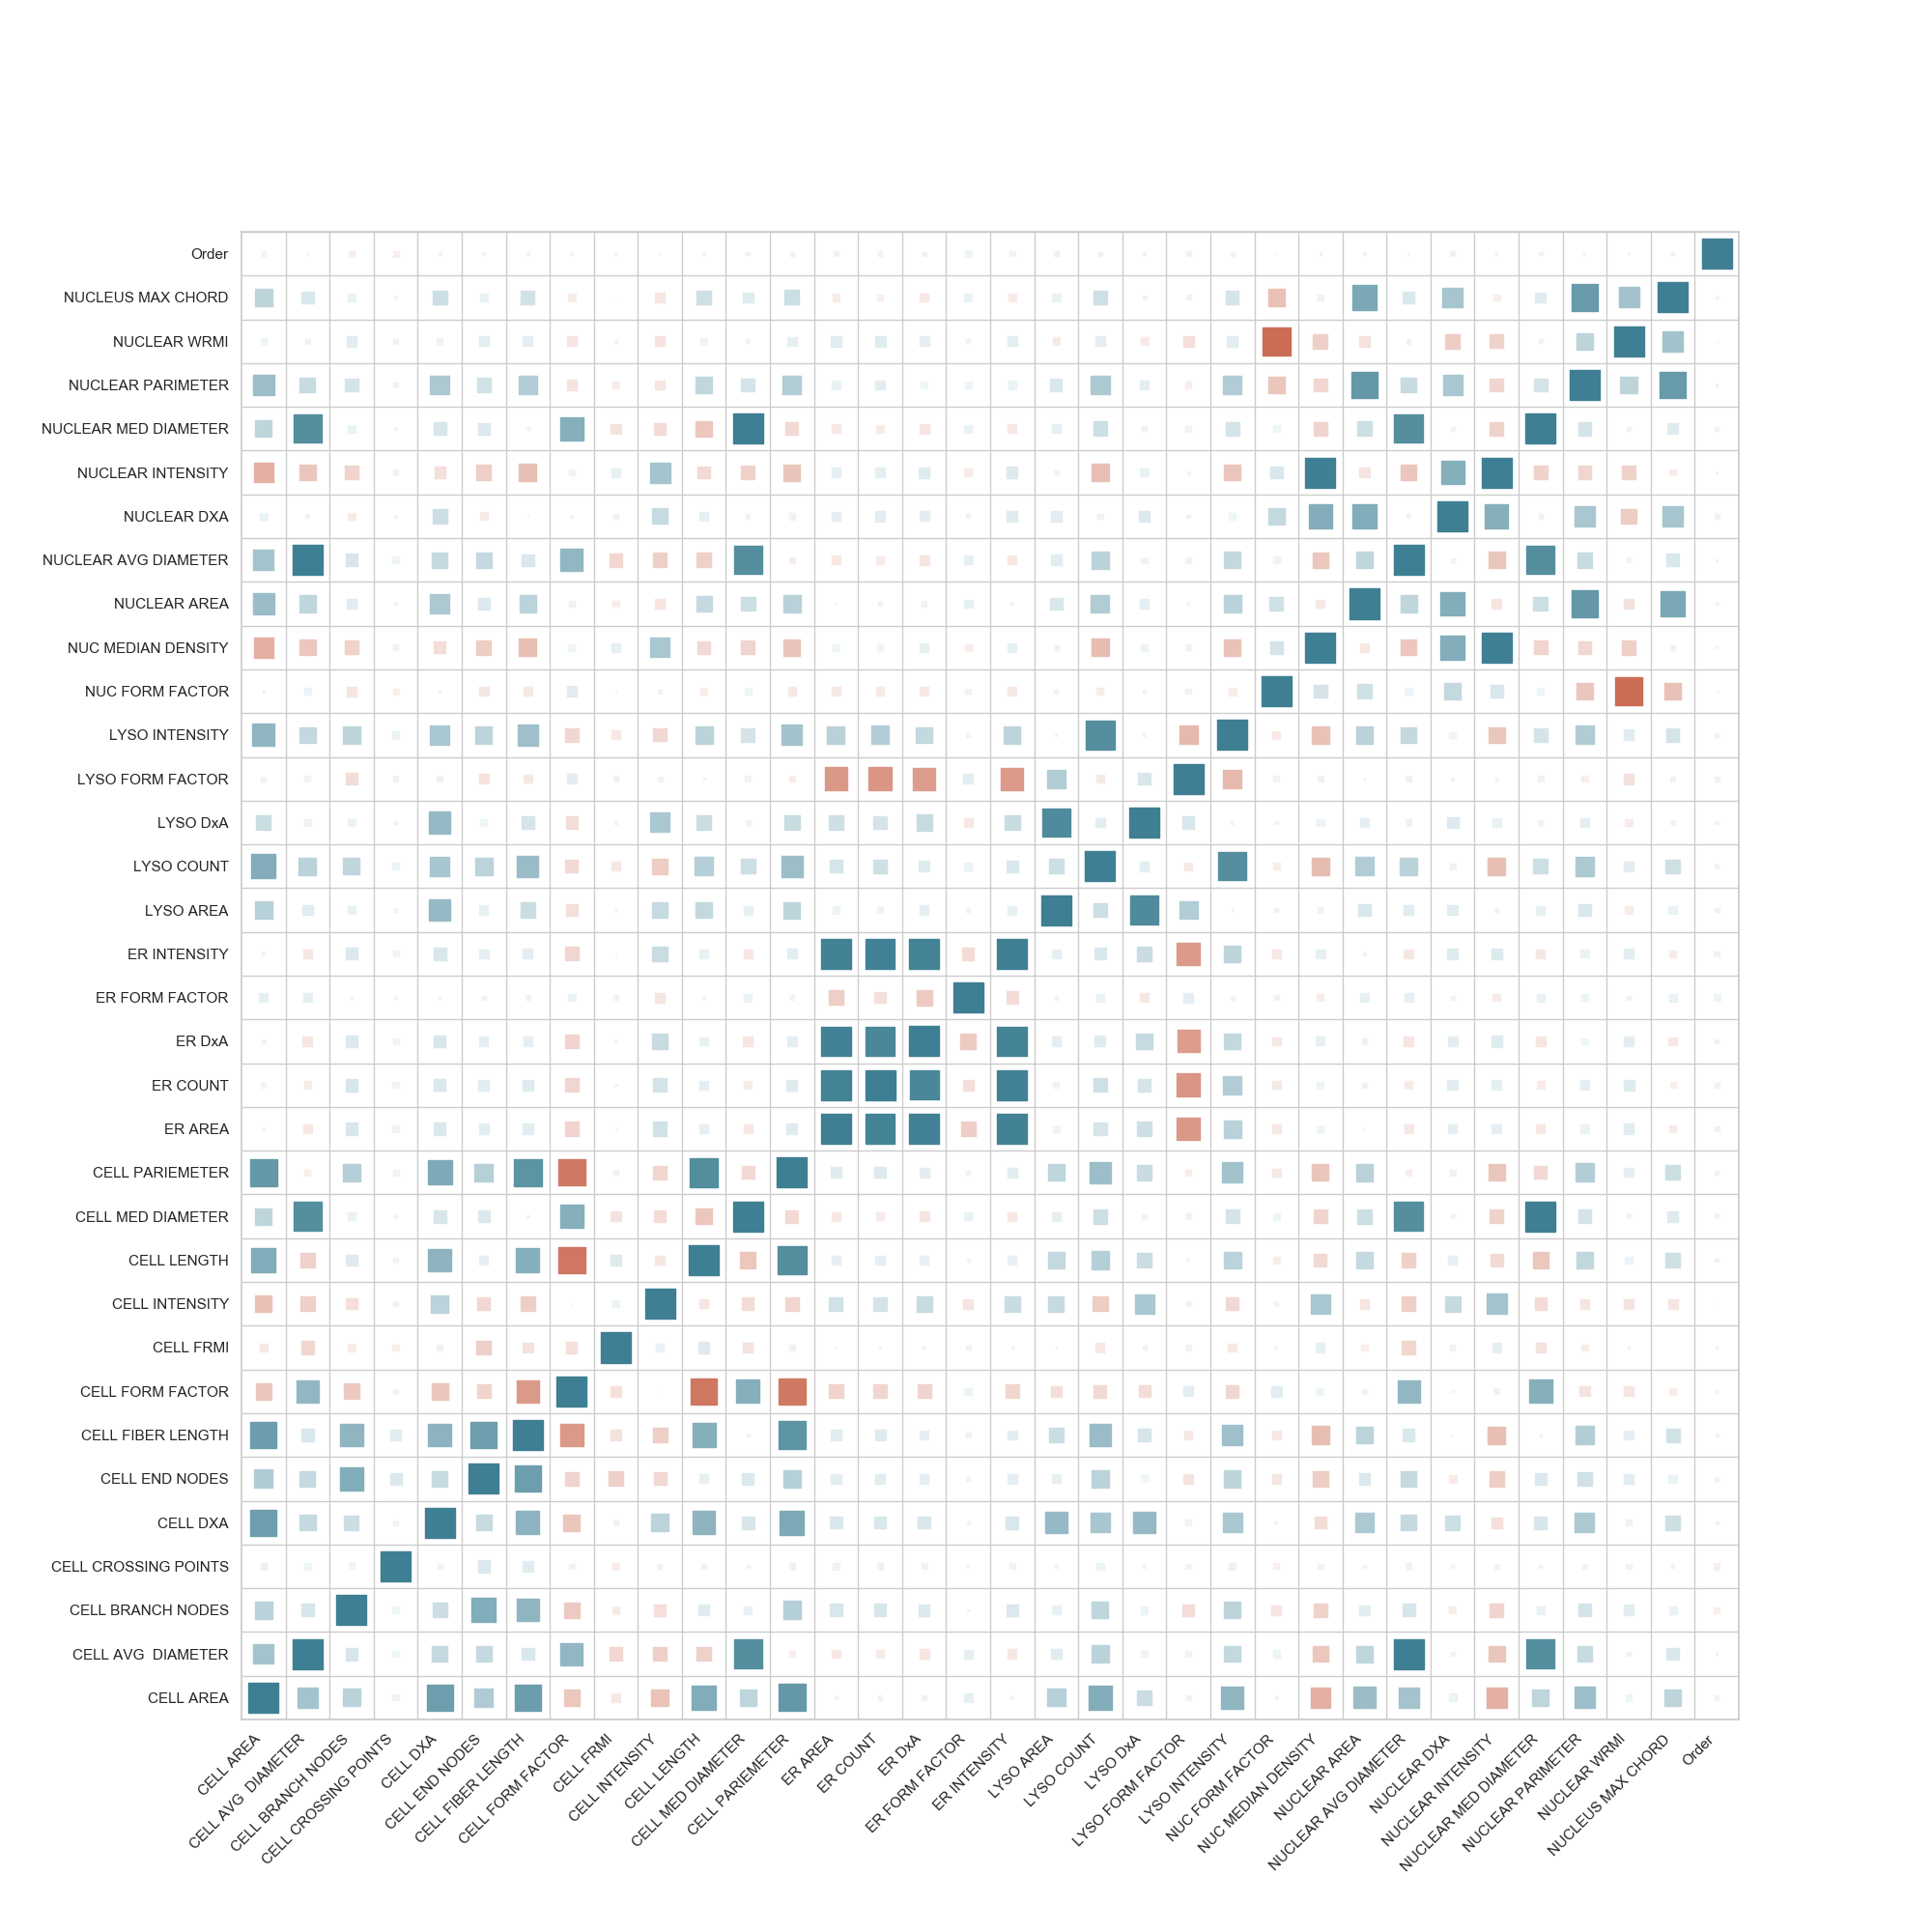 Order
NUCLEUS MAX CHORD
NUCLEAR WRMI
NUCLEAR PARIMETER
NUCLEAR MED DIAMETER
NUCLEAR INTENSITY
NUCLEAR DXA
NUCLEAR AVG DIAMETER
NUCLEAR AREA
NUC MEDIAN DENSITY
NUC FORM FACTOR
LYSO INTENSITY
LYSO FORM FACTOR
LYSO DxA
LYSO COUNT
LYSO AREA
ER INTENSITY
ER FORM FACTOR
ER DxA
ER COUNT
ER AREA
CELL PARIEMETER
CELL MED DIAMETER
CELL LENGTH
CELL INTENSITY
CELL FRMI
CELL FORM FACTOR
CELL FIBER LENGTH
CELL END NODES
CELL DXA
CELL CROSSING POINTS
CELL BRANCH NODES
CELL AVG  DIAMETER
CELL AREA
CELL AREA
CELL AVG  DIAMETER
CELL BRANCH NODES
CELL CROSSING POINTS
CELL DXA
CELL END NODES
CELL FIBER LENGTH
CELL FORM FACTOR
CELL FRMI
CELL INTENSITY
CELL LENGTH
CELL MED DIAMETER
CELL PARIEMETER
ER AREA
ER COUNT
ER DxA
ER FORM FACTOR
ER INTENSITY
LYSO AREA
LYSO COUNT
LYSO DxA
LYSO FORM FACTOR
LYSO INTENSITY
NUC FORM FACTOR
NUC MEDIAN DENSITY
NUCLEAR AREA
NUCLEAR AVG DIAMETER
NUCLEAR DXA
NUCLEAR INTENSITY
NUCLEAR MED DIAMETER
NUCLEAR PARIMETER
NUCLEAR WRMI
NUCLEUS MAX CHORD
Order